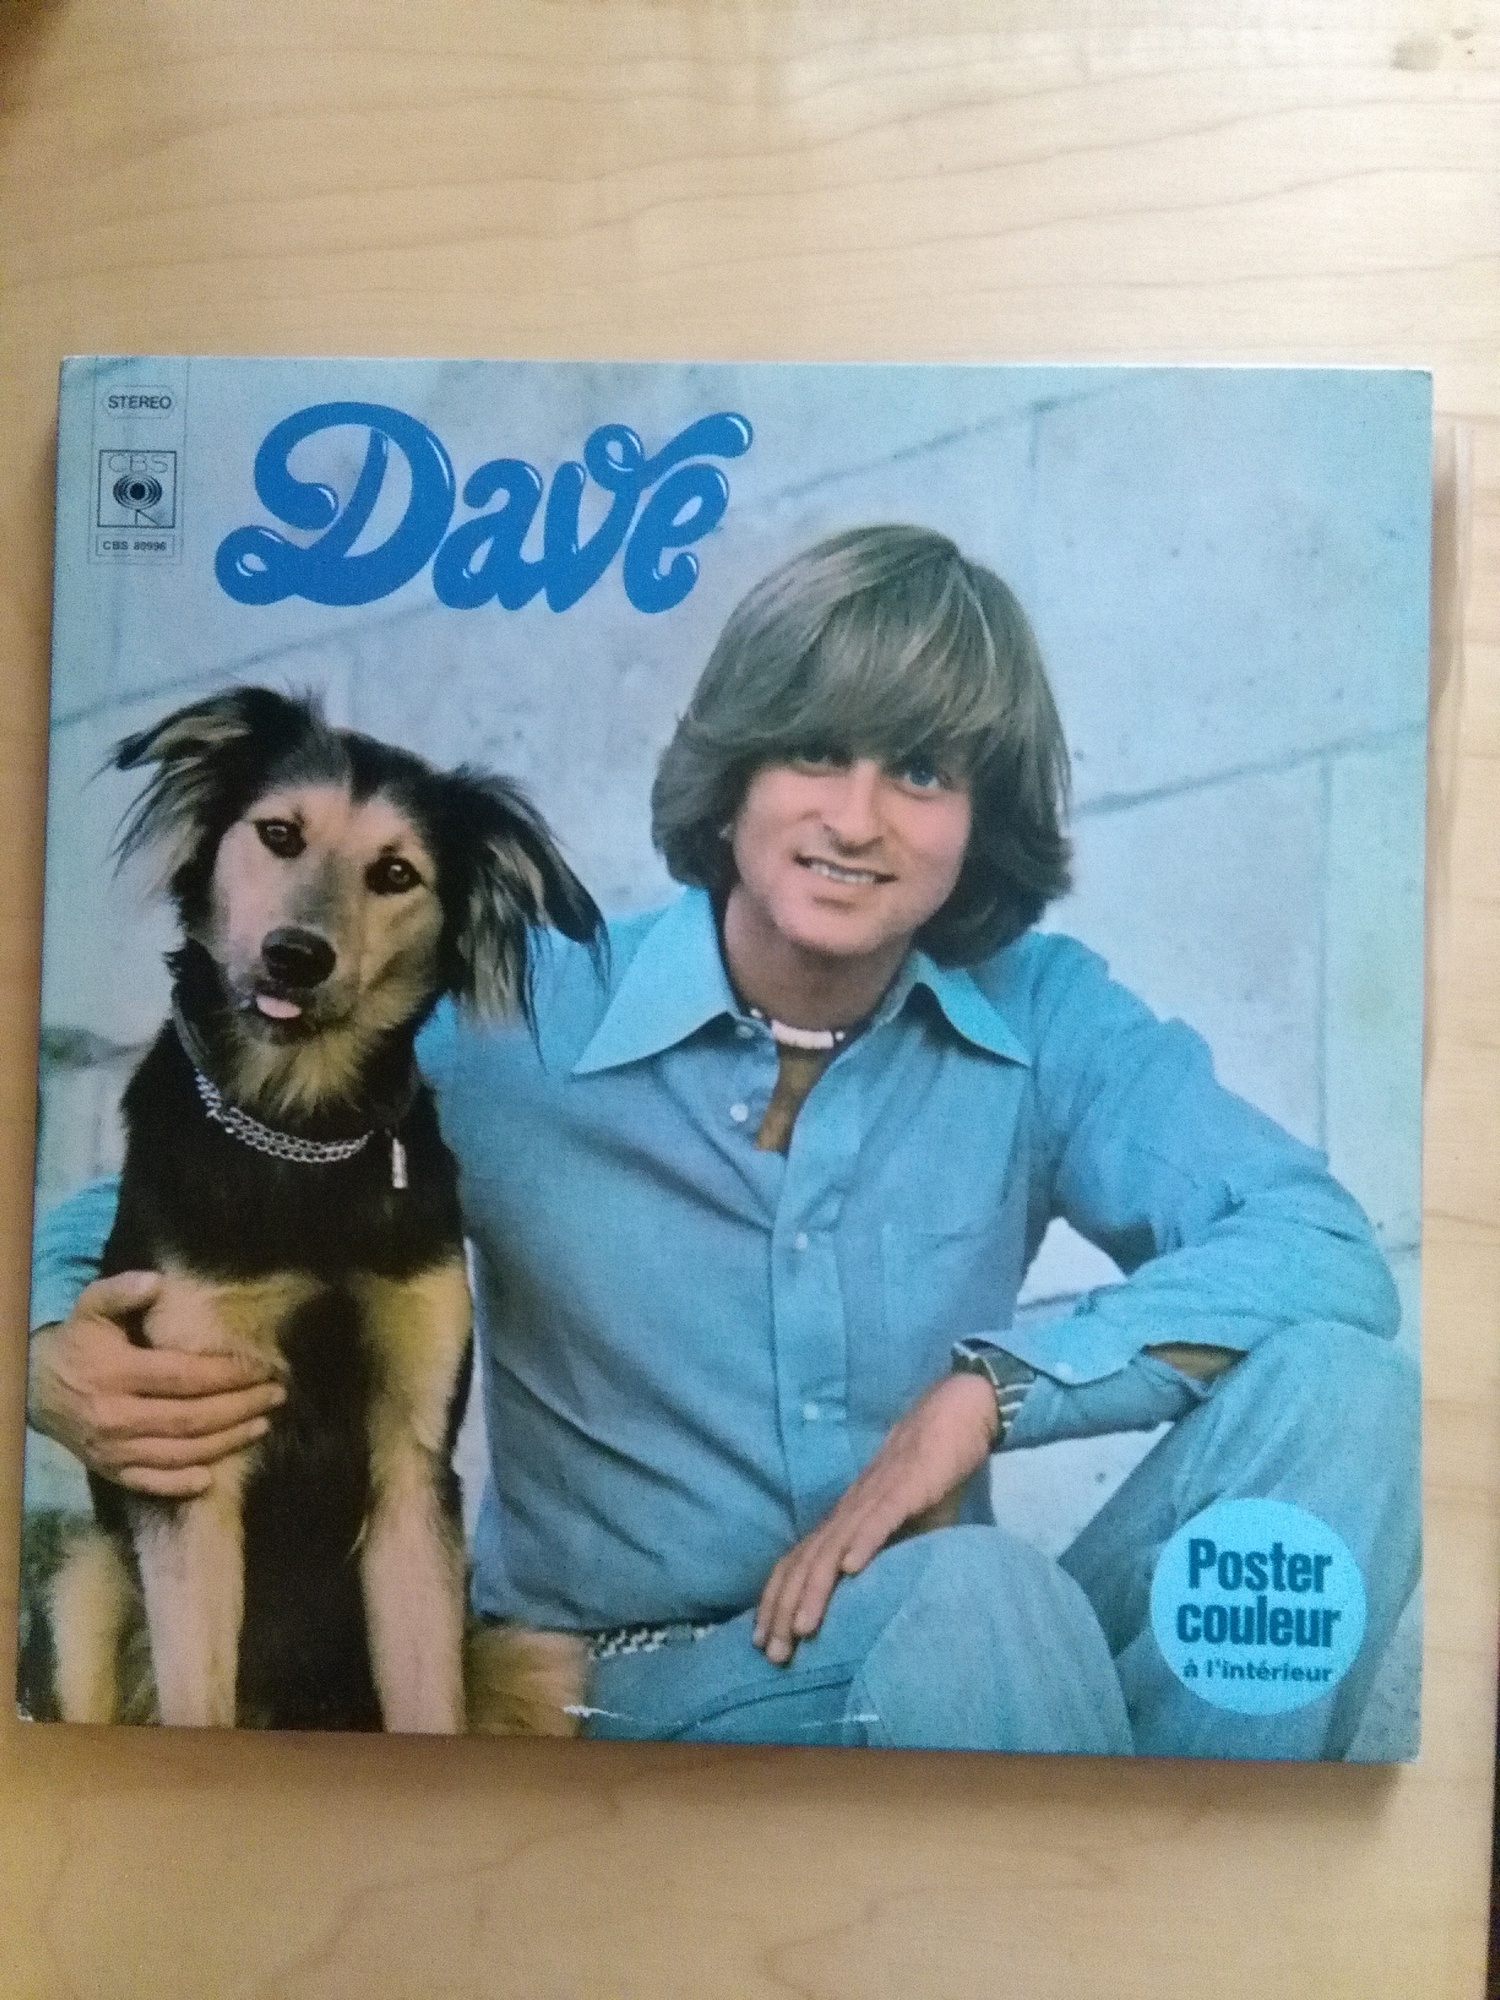 STEREO
Dave
CBS
CBS 80996
Poster
couleur
à l'intérieur